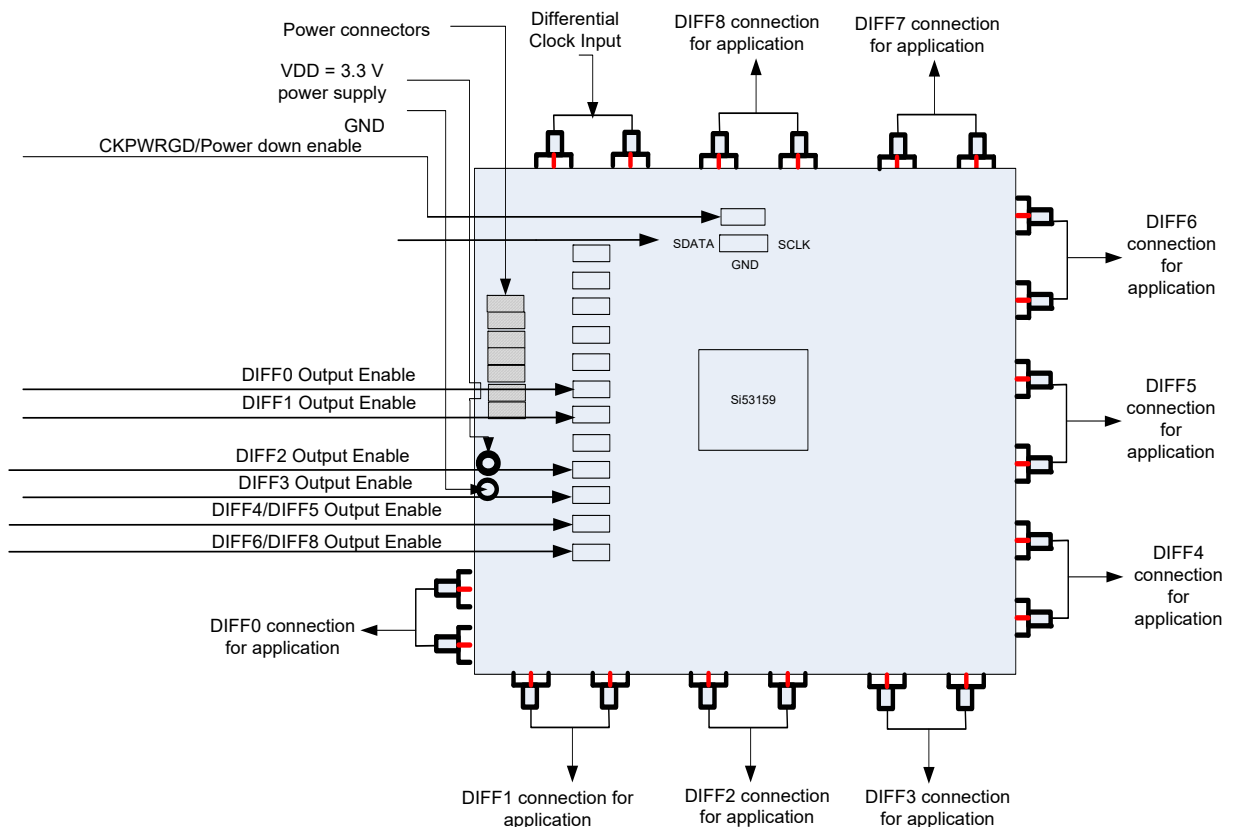 Power connectors
Differential
Clock Input
DIFF8 connection
for application
DIFF7 connection
for application
VDD = 3.3 V
power supply
GND
CKPWRGD/Power down enable
SDATA
SCLK
GND
DIFF6
connection
for
application
DIFF0 Output Enable
DIFF1 Output Enable
Si53159
DIFF5
connection
for
application
DIFF2 Output Enable
DIFF3 Output Enable
DIFF4/DIFF5 Output Enable
DIFF6/DIFF8 Output Enable
DIFF4
connection
for
application
DIFF0 connection
for application
DIFF1 connection for
application
DIFF2 connection
for application
DIFF3 connection
for application